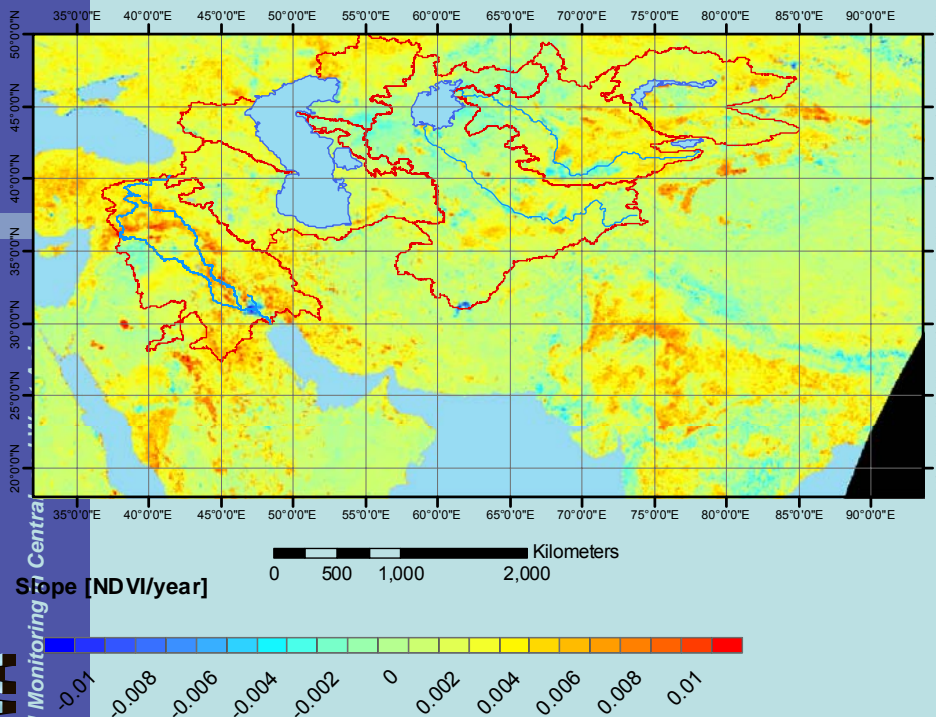 35°0'0"E 40°0'0"E 45°0'0"E 50°0'0"E 55°0'0"E 60°0'0"E 65°0'0"E 70°0'0"E 75°0'0"E 80°0'0"E 85°0'0"E 90°0'0"E
50°0'0"N
45°0'0"N
40°0'0"N
35°0'0"N
30°0'0"N
25°0'0"N
20°0'0"N
35°0'0"E 40°0'0"E 45°0'0"E 50°0'0"E 55°0'0"E 60°0'0"E 65°0'0"E 70°0'0"E 75°0'0"E 80°0'0"E 85°0'0"E 90°0'0"E
Kilometers
0 500 1,000 2,000
Slope [NDVI/year]
Monitoring in Central
-0.01 -0.008 -0.006 -0.004 -0.002 0 0.002 0.004 0.006 0.008 0.01